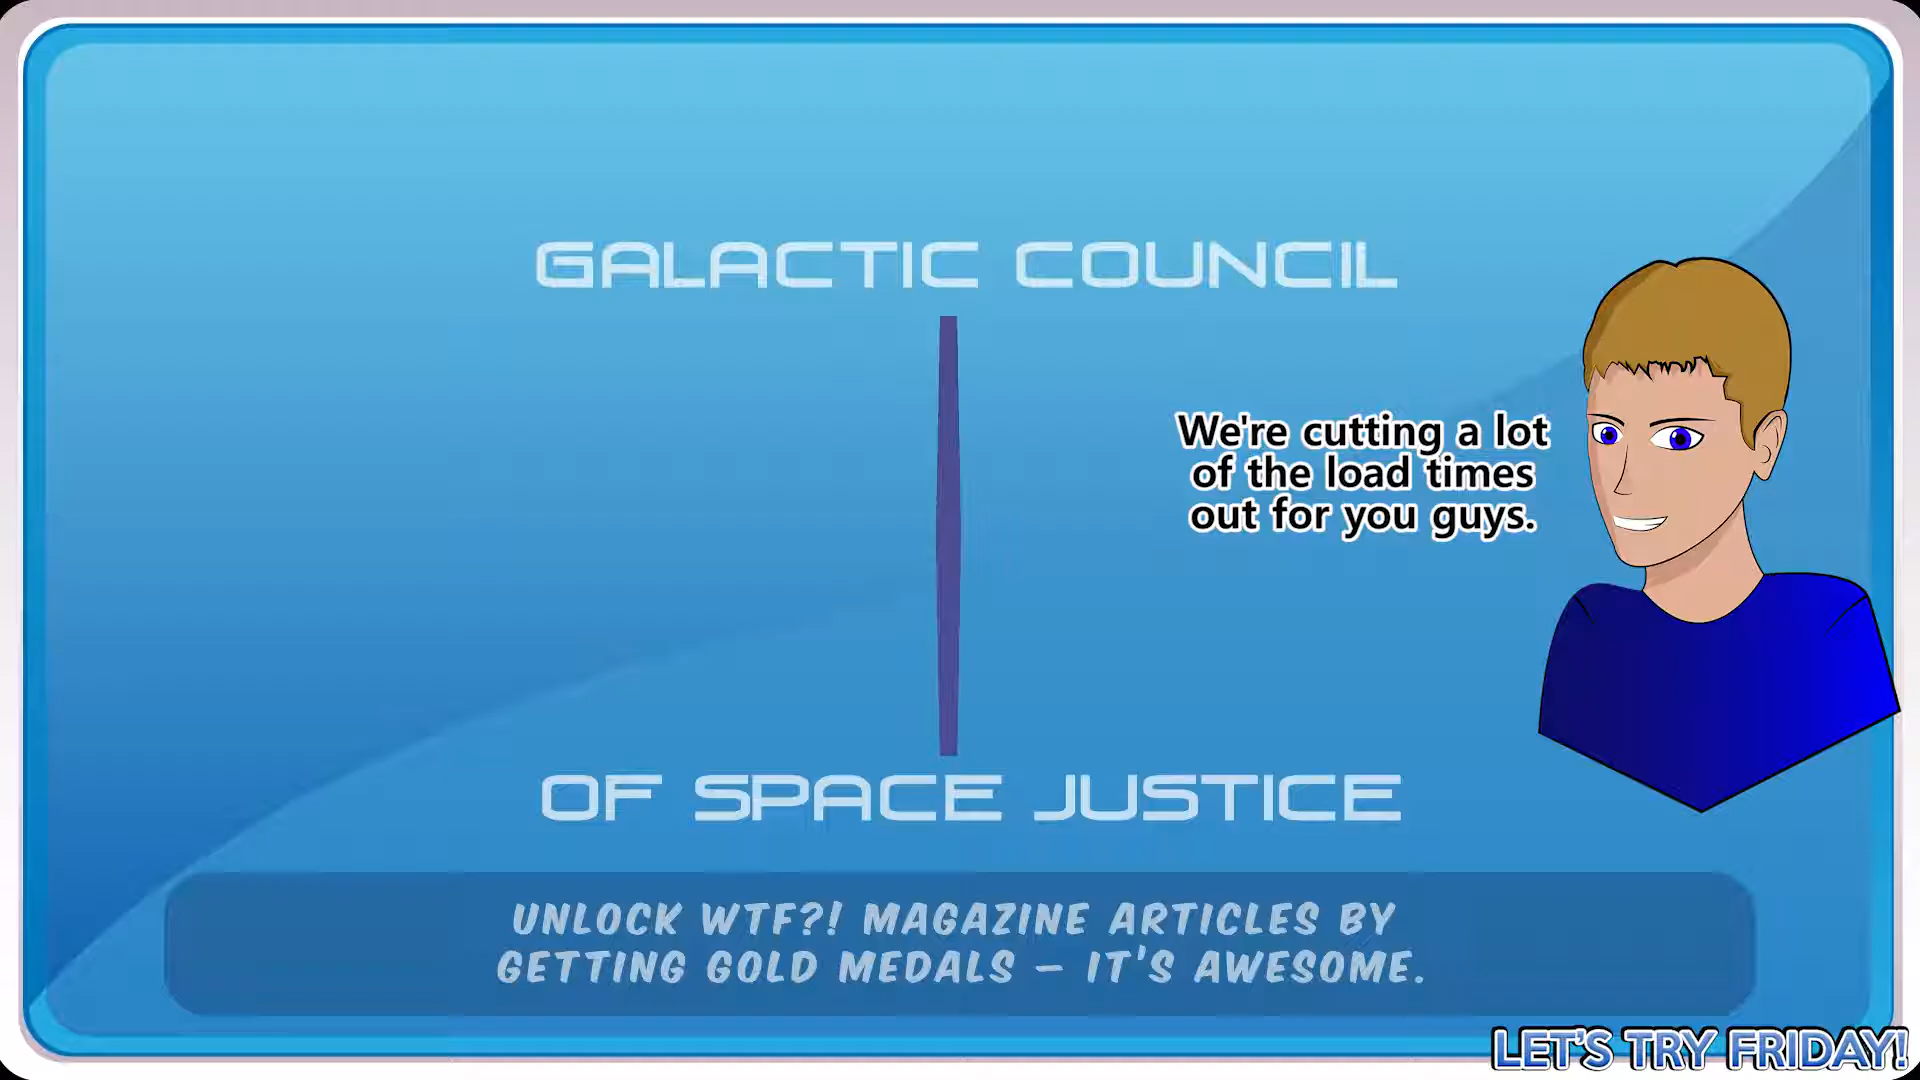 GALACTIC COUNCIL
We're cutting a lot
of the load times
out for you guys.
OF SPACE JUSTICE
UNLOCK WTF?! MAGAZINE ARTICLES BY
GETTING GOLD MEDALS – IT'S AWESOME.
LET'S TRY FRIDAY!